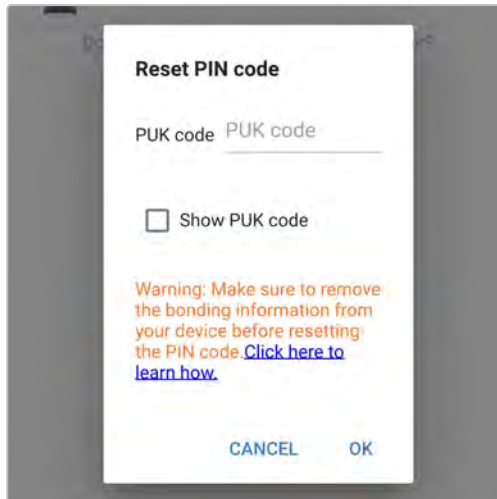 Reset PIN code
PUK code PUK code
Show PUK code
Warning: Make sure to remove
the bonding information from
your device before resetting
the PIN code.Click here to
learn how.
CANCEL OK